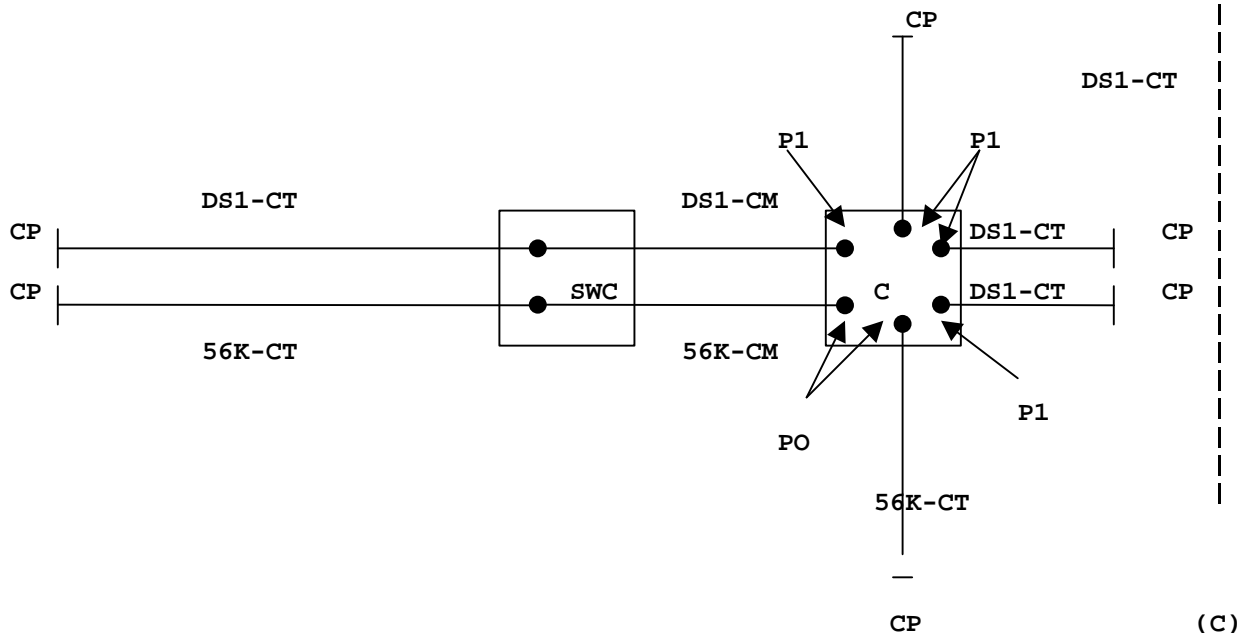 CP
DS1-CT
P1 P1
DS1-CT DS1-CM
CP DS1-CT CP
CP SWC C DS1-CT CP
56K-CT 56K-CM
P1
PO
56K-CT
CP (C)